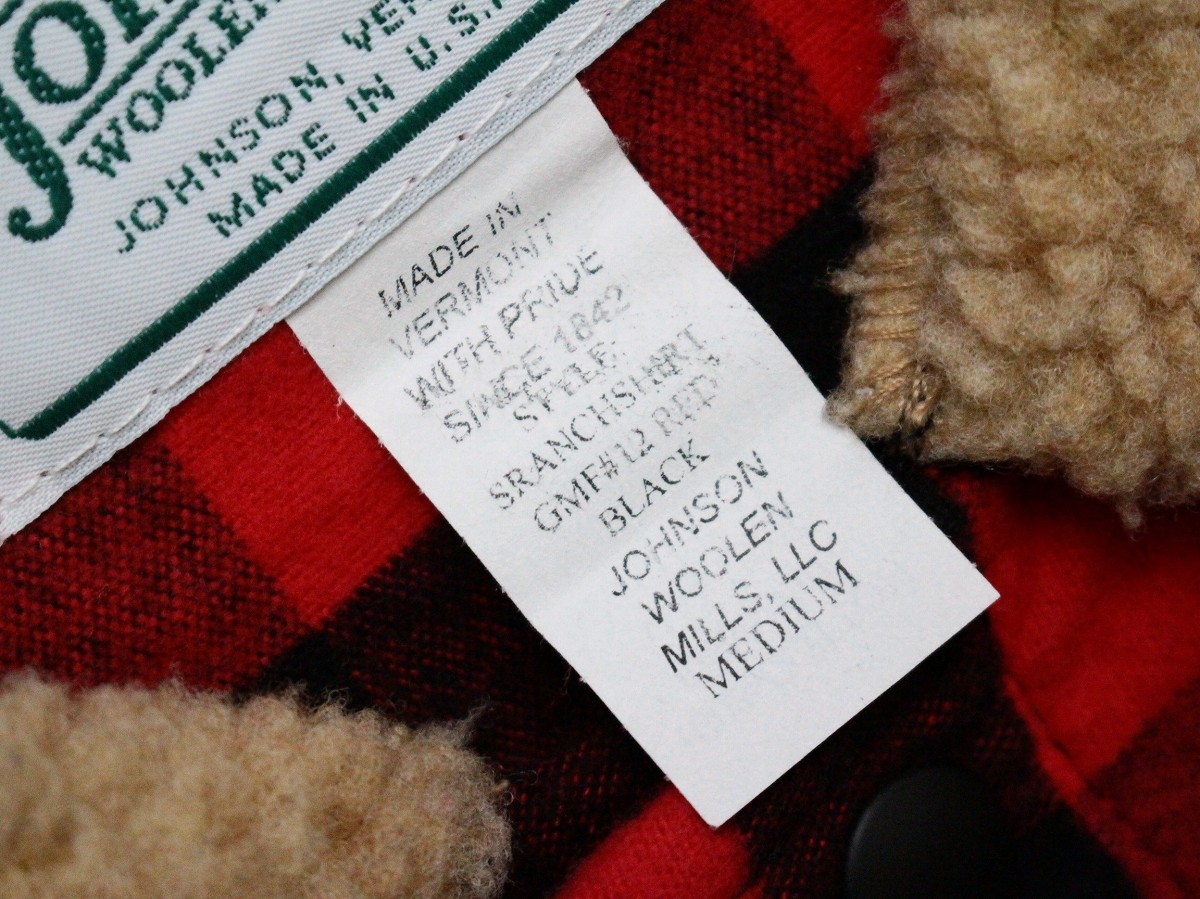 WOOLEN
JOHNSON, VER
MADE IN U.S.A
MADE IN
VERMONT
WITH PRIDE
SINCE 1842
STYLE:
SRANCHSHIRT
GMF#12 RED
BLACK
JOHNSON
WOOLEN
MILLS, LLC
MEDIUM